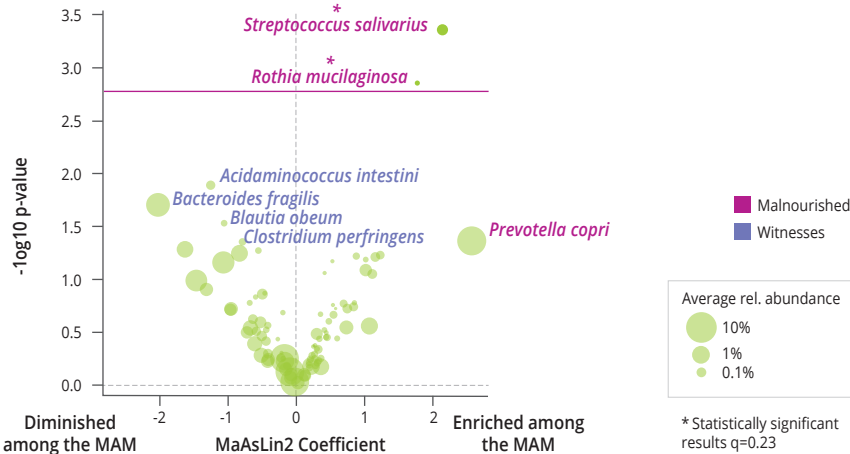 3.5
3.0
2.5
2.0
1.5
1.0
0.5
0.0
-1og10 p-value
*
Streptococcus salivarius
*
Rothia mucilaginosa
Acidaminococcus intestini
Bacteroides fragilis
Blautia obeum
Clostridium perfringens
Prevotella copri
-2 -1 0 1 2
Diminished
among the MAM
MaAsLin2 Coefficient
Enriched among
the MAM
Malnourished
Witnesses
Average rel. abundance
10%
1%
0.1%
* Statistically significant
results q=0.23